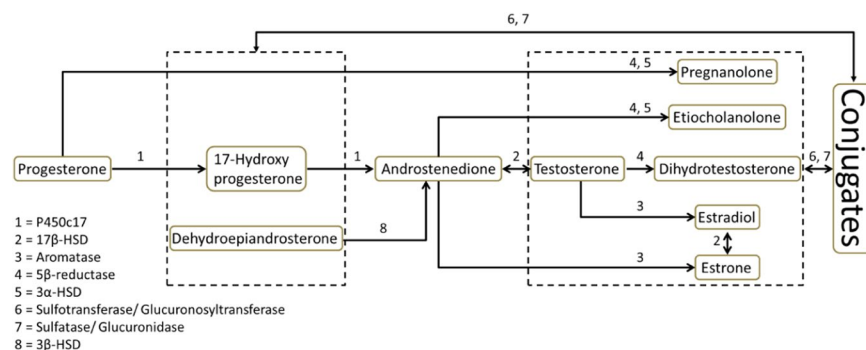 6, 7
4, 5
Pregnanolone
4, 5
Etiocholanolone
Conjugates
Progesterone
1
17-Hydroxy
progesterone
1
Androstenedione
2
Testosterone
4
Dihydrotestosterone
6, 7
3
Estradiol
2
Dehydroepiandrosterone
8
3
Estrone
1 = P450c17
2 = 17β-HSD
3 = Aromatase
4 = 5β-reductase
5 = 3α-HSD
6 = Sulfotransferase/ Glucuronosyltransferase
7 = Sulfatase/ Glucuronidase
8 = 3β-HSD